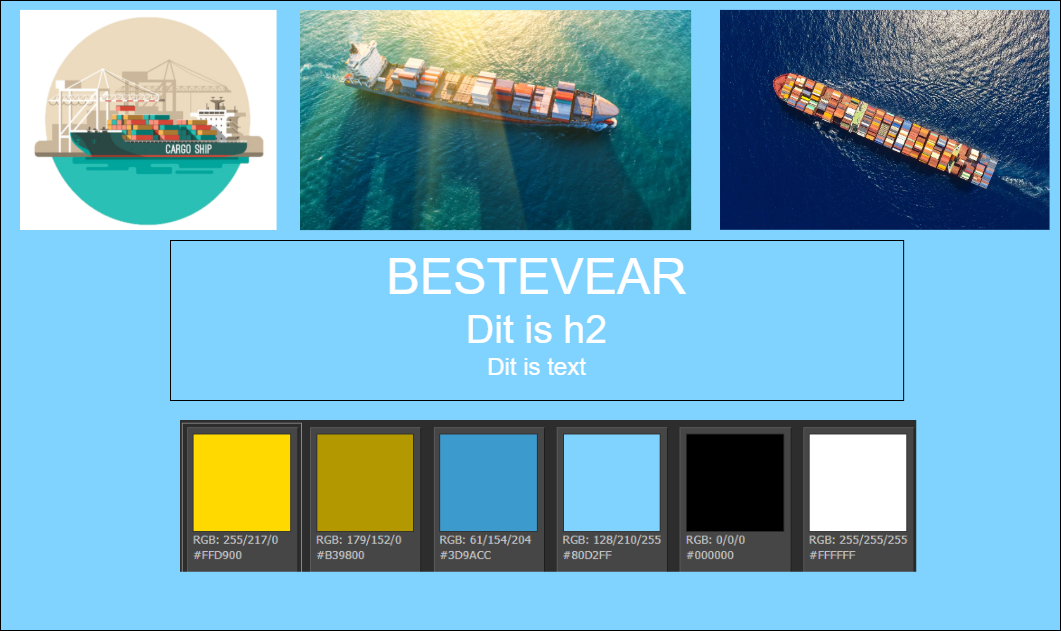 CARGO SHIP
BESTEVEAR
Dit is h2
Dit is text
RGB: 255/217/0
#FFD900
RGB: 179/152/0
#B39800
RGB: 61/154/204
#3D9ACC
RGB: 128/210/255
#80D2FF
RGB: 0/0/0
#000000
RGB: 255/255/255
#FFFFFF